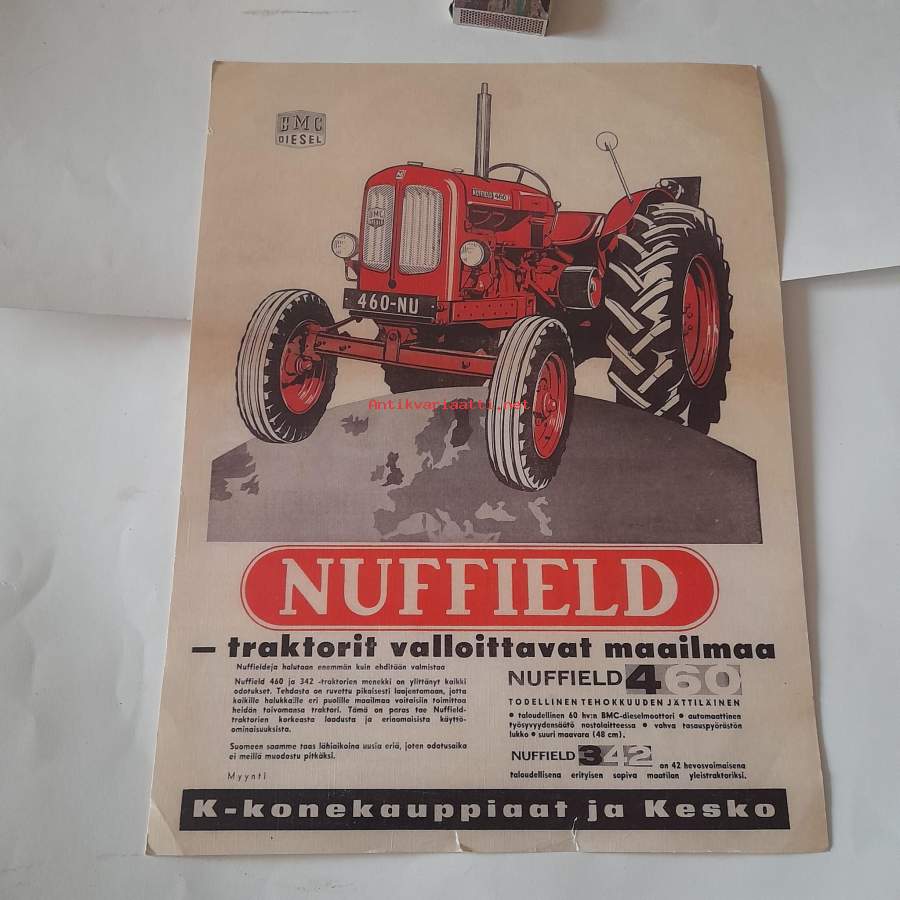 BMC
DIESEL
460
BMC
460-NU
Antikvariaatti.net
NUFFIELD
– traktorit valloittavat maailmaa
Nuffieldeja halutaan enemmän kuin ehditään valmistaa
Nuffield 460 ja 342 -traktorien menekki on ylittänyt kaikki
odotukset. Tehdasta on ruvettu pikaisesti laajentamaan, jotta
kaikille halukkaille eri puolille maailmaa voitaisiin toimittaa
heidän toivomansa traktori. Tämä on paras tae Nuffield-
traktorien korkeasta laadusta ja erinomaisista käyttö-
ominaisuuksista.
Suomeen saamme taas lähiaikoina uusia eriä, joten odotusaika
ei meillä muodostu pitkäksi.
Myynti
NUFFIELD 460
TODELLINEN TEHOKKUUDEN JÄTTILÄINEN
• taloudellinen 60 hv:n BMC-dieselmoottori • automaattinen
työsyvyydensäätö nostolaitteessa • vahva tasauspyörästön
lukko • suuri maavara (48 cm).
NUFFIELD 342 on 42 hevosvoimaisena
taloudellisena erityisen sopiva maatilan yleistraktoriksi.
K-konekauppiaat ja Kesko